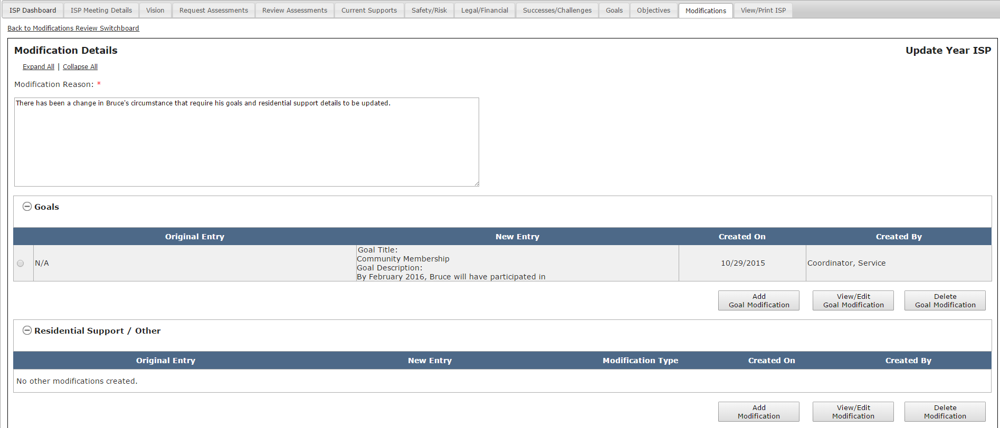 ISP Dashboard ISP Meeting Details Vision Request Assessments Review Assessments Current Supports Safety/Risk Legal/Financial Successes/Challenges Goals Objectives Modifications View/Print ISP
Back to Modifications Review Switchboard
Modification Details Update Year ISP
Expand All | Collapse All
Modification Reason: *
There has been a change in Bruce's circumstance that require his goals and residential support details to be updated.
Goals
Original Entry New Entry Created On Created By
Goal Title:
Community Membership
N/A 10/29/2015 Coordinator, Service
Goal Description:
By February 2016, Bruce will have participated in
Add View/Edit Delete
Goal Modification Goal Modification Goal Modification
Residential Support / Other
Original Entry New Entry Modification Type Created On Created By
No other modifications created.
Add View/Edit Delete
Modification Modification Modification